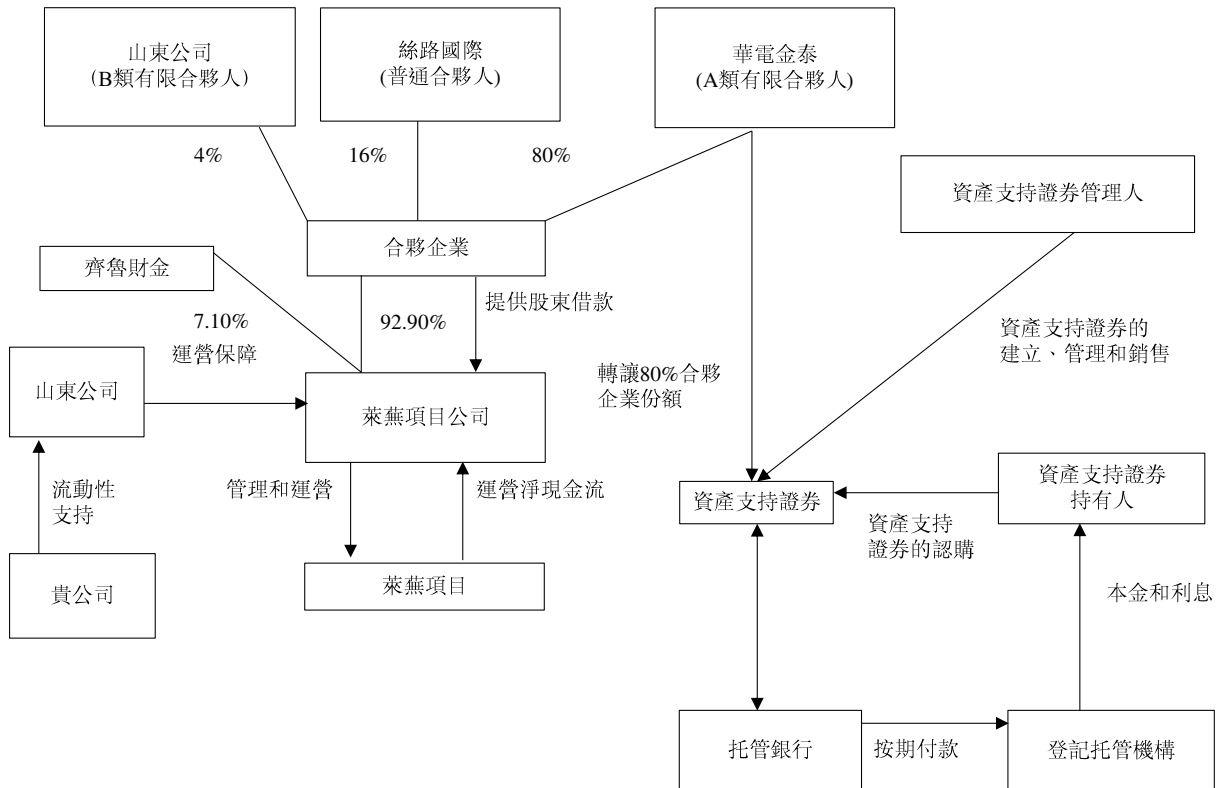 山東公司
(B類有限合夥人)
絲路國際
(普通合夥人)
華電金泰
(A類有限合夥人)
4%
16%
80%
資產支持證券管理人
合夥企業
齊魯財金
提供股東借款
7.10%
92.90%
運營保障
資產支持證券的
建立、管理和銷售
山東公司
萊蕪項目公司
轉讓80%合夥
企業份額
流動性
支持
管理和運營
運營淨現金流
資產支持證券
資產支持證券
持有人
資產支持
證券的認購
貴公司
萊蕪項目
本金和利息
托管銀行
按期付款
登記托管機構